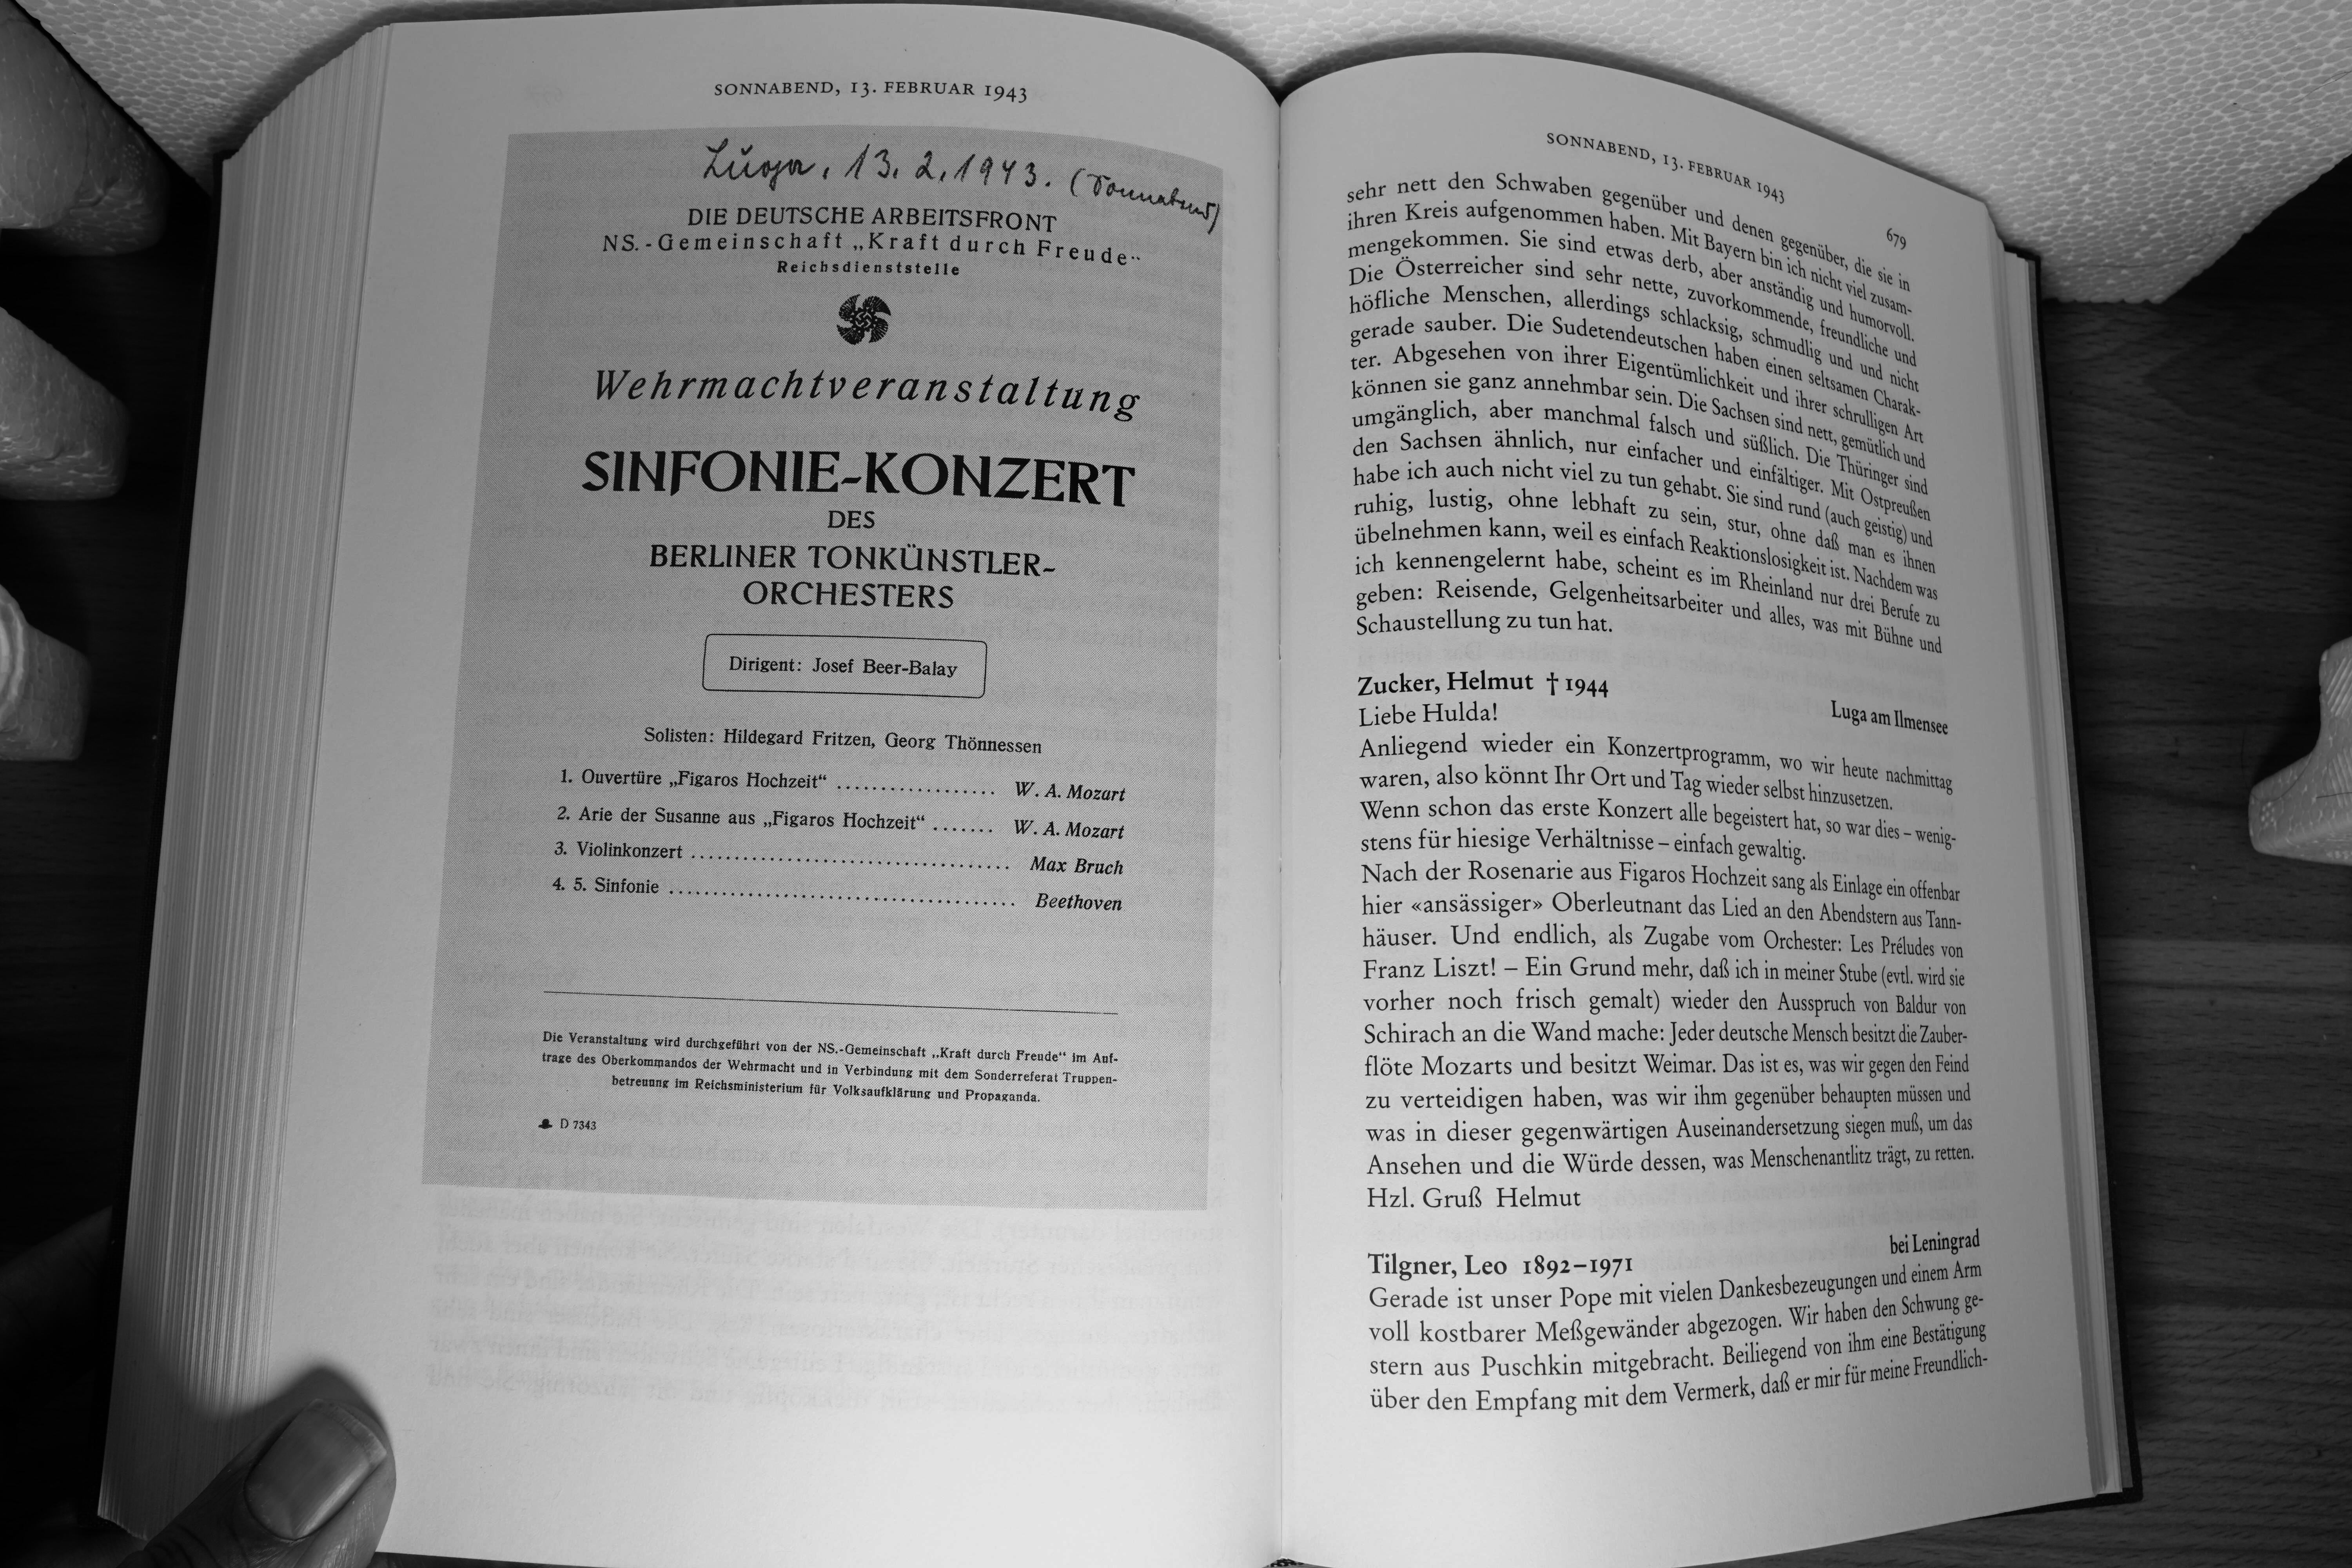 SONNABEND, 13. FEBRUAR 1943
Luga, 13. 2. 1943. (Sonnabend)
DIE DEUTSCHE ARBEITSFRONT
NS.-Gemeinschaft „Kraft durch Freude“
Reichsdienststelle
Wehrmachtveranstaltung
SINFONIE-KONZERT
DES
BERLINER TONKÜNSTLER-
ORCHESTERS
Dirigent: Josef Beer-Balay
Solisten: Hildegard Fritzen, Georg Thönnessen
1. Ouvertüre „Figaros Hochzeit“ .................. W. A. Mozart
2. Arie der Susanne aus „Figaros Hochzeit“ ....... W. A. Mozart
3. Violinkonzert .................................... Max Bruch
4. 5. Sinfonie ....................................... Beethoven
Die Veranstaltung wird durchgeführt von der NS.-Gemeinschaft „Kraft durch Freude“ im Auf-
trage des Oberkommandos der Wehrmacht und in Verbindung mit dem Sonderreferat Truppen-
betreuung im Reichsministerium für Volksaufklärung und Propaganda.
D 7343
SONNABEND, 13. FEBRUAR 1943
679
sehr nett den Schwaben gegenüber und denen gegenüber, die sie in
ihren Kreis aufgenommen haben. Mit Bayern bin ich nicht viel zusam-
mengekommen. Sie sind etwas derb, aber anständig und humorvoll.
Die Österreicher sind sehr nette, zuvorkommende, freundliche und
höfliche Menschen, allerdings schlacksig, schmudlig und und nicht
gerade sauber. Die Sudetendeutschen haben einen seltsamen Charak-
ter. Abgesehen von ihrer Eigentümlichkeit und ihrer schrulligen Art
können sie ganz annehmbar sein. Die Sachsen sind nett, gemütlich und
umgänglich, aber manchmal falsch und süßlich. Die Thüringer sind
den Sachsen ähnlich, nur einfacher und einfältiger. Mit Ostpreußen
habe ich auch nicht viel zu tun gehabt. Sie sind rund (auch geistig) und
ruhig, lustig, ohne lebhaft zu sein, stur, ohne daß man es ihnen
übelnehmen kann, weil es einfach Reaktionslosigkeit ist. Nachdem was
ich kennengelernt habe, scheint es im Rheinland nur drei Berufe zu
geben: Reisende, Gelgenheitsarbeiter und alles, was mit Bühne und
Schaustellung zu tun hat.
Zucker, Helmut † 1944
Luga am Ilmensee
Liebe Hulda!
Anliegend wieder ein Konzertprogramm, wo wir heute nachmittag
waren, also könnt Ihr Ort und Tag wieder selbst hinzusetzen.
Wenn schon das erste Konzert alle begeistert hat, so war dies – wenig-
stens für hiesige Verhältnisse – einfach gewaltig.
Nach der Rosenarie aus Figaros Hochzeit sang als Einlage ein offenbar
hier «ansässiger» Oberleutnant das Lied an den Abendstern aus Tann-
häuser. Und endlich, als Zugabe vom Orchester: Les Préludes von
Franz Liszt! – Ein Grund mehr, daß ich in meiner Stube (evtl. wird sie
vorher noch frisch gemalt) wieder den Ausspruch von Baldur von
Schirach an die Wand mache: Jeder deutsche Mensch besitzt die Zauber-
flöte Mozarts und besitzt Weimar. Das ist es, was wir gegen den Feind
zu verteidigen haben, was wir ihm gegenüber behaupten müssen und
was in dieser gegenwärtigen Auseinandersetzung siegen muß, um das
Ansehen und die Würde dessen, was Menschenantlitz trägt, zu retten.
Hzl. Gruß Helmut
Tilgner, Leo 1892–1971
bei Leningrad
Gerade ist unser Pope mit vielen Dankesbezeugungen und einem Arm
voll kostbarer Meßgewänder abgezogen. Wir haben den Schwung ge-
stern aus Puschkin mitgebracht. Beiliegend von ihm eine Bestätigung
über den Empfang mit dem Vermerk, daß er mir für meine Freundlich-